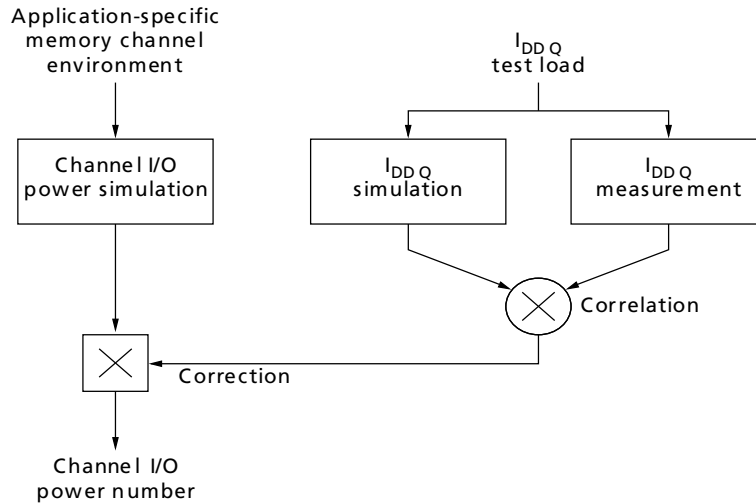 Application-specific
memory channel
environment
IDD Q
test load
Channel I/O
power simulation
IDD Q
simulation
IDD Q
measurement
Correlation
Correction
Channel I/O
power number